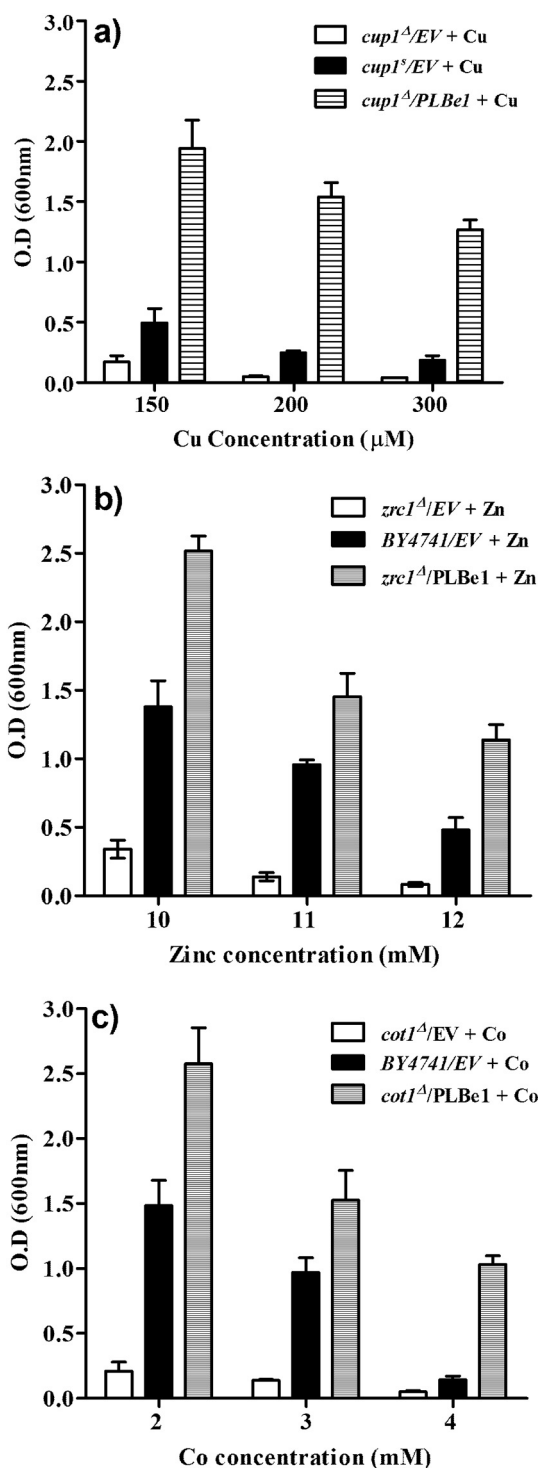 a)
cup1Δ/EV + Cu
cup1s/EV + Cu
cup1Δ/PLBe1 + Cu
O.D (600nm)
3.0
2.5
2.0
1.5
1.0
0.5
0.0
150 200 300
Cu Concentration (μM)
b)
zrc1Δ/EV + Zn
BY4741/EV + Zn
zrc1Δ/PLBe1 + Zn
O.D (600nm)
3.0
2.5
2.0
1.5
1.0
0.5
0.0
10 11 12
Zinc concentration (mM)
c)
cot1Δ/EV + Co
BY4741/EV + Co
cot1Δ/PLBe1 + Co
O.D (600nm)
3.0
2.5
2.0
1.5
1.0
0.5
0.0
2 3 4
Co concentration (mM)